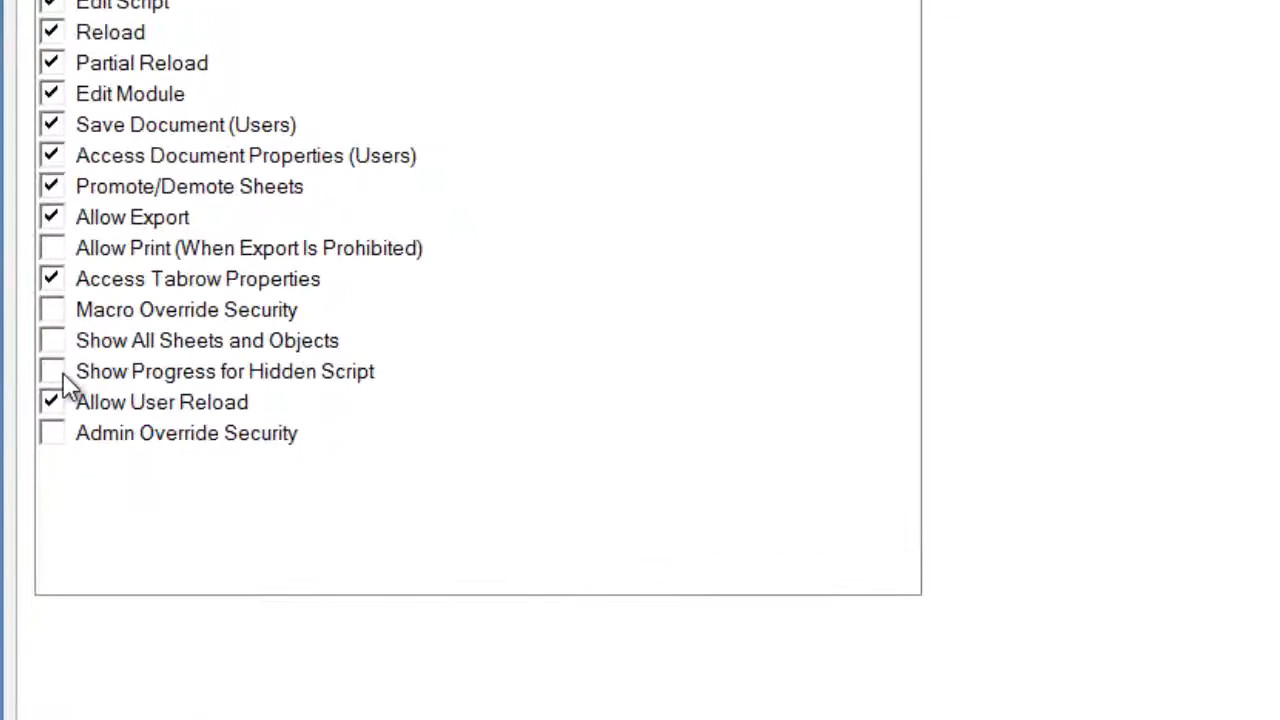 Edit Script
Reload
Partial Reload
Edit Module
Save Document (Users)
Access Document Properties (Users)
Promote/Demote Sheets
Allow Export
Allow Print (When Export Is Prohibited)
Access Tabrow Properties
Macro Override Security
Show All Sheets and Objects
Show Progress for Hidden Script
Allow User Reload
Admin Override Security